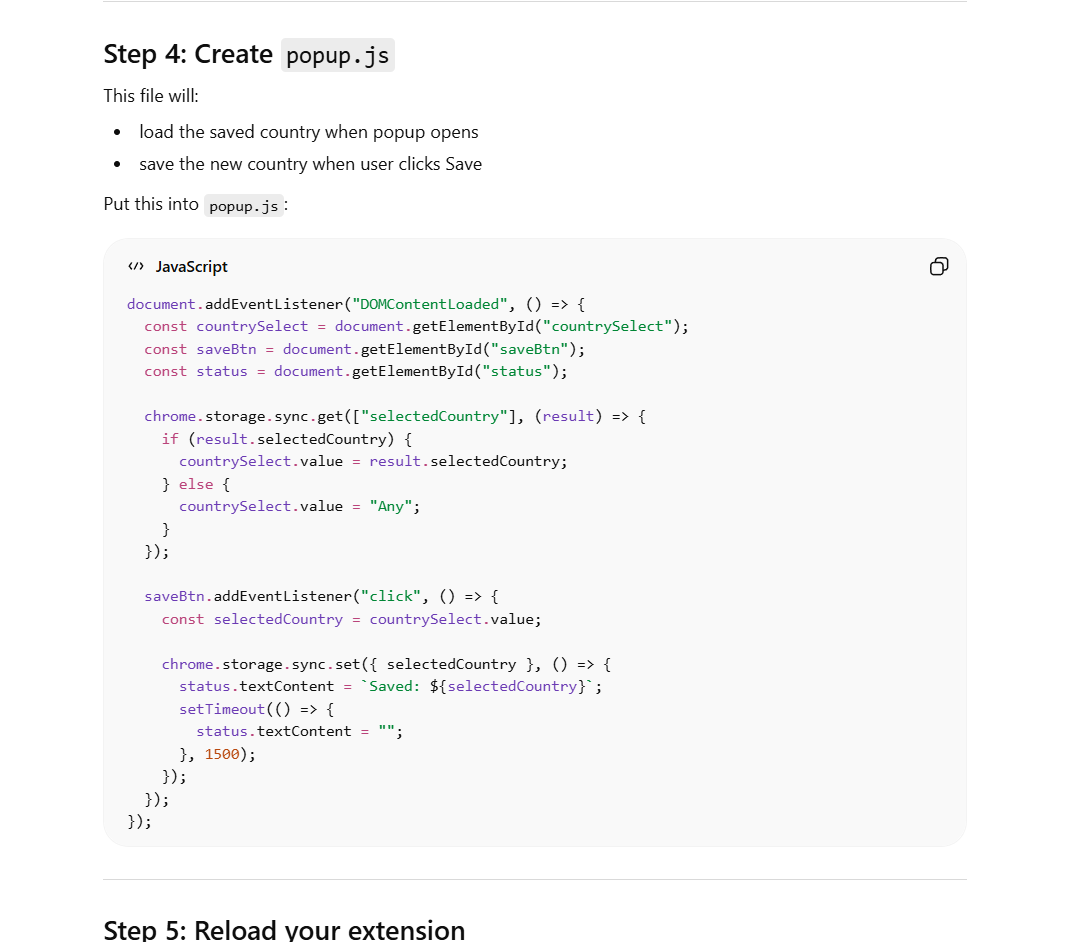 Step 4: Create popup.js
This file will:
• load the saved country when popup opens
• save the new country when user clicks Save
Put this into popup.js:
</> JavaScript
document.addEventListener("DOMContentLoaded", () => {
  const countrySelect = document.getElementById("countrySelect");
  const saveBtn = document.getElementById("saveBtn");
  const status = document.getElementById("status");

  chrome.storage.sync.get(["selectedCountry"], (result) => {
    if (result.selectedCountry) {
      countrySelect.value = result.selectedCountry;
    } else {
      countrySelect.value = "Any";
    }
  });

  saveBtn.addEventListener("click", () => {
    const selectedCountry = countrySelect.value;

    chrome.storage.sync.set({ selectedCountry }, () => {
      status.textContent = `Saved: ${selectedCountry}`;
      setTimeout(() => {
        status.textContent = "";
      }, 1500);
    });
  });
});
Step 5: Reload your extension